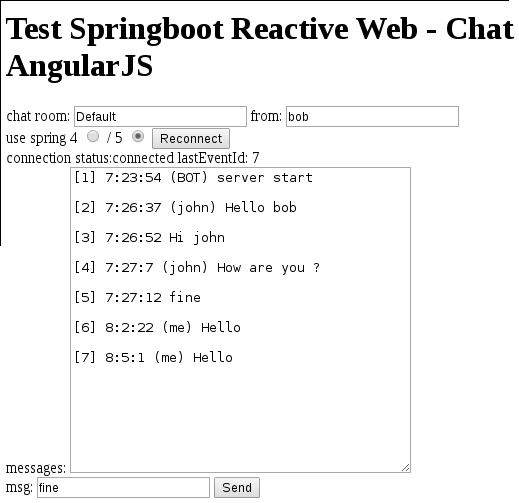 Test Springboot Reactive Web - Chat
AngularJS
chat room: Default from: bob
use spring 4 / 5 Reconnect
connection status:connected lastEventId: 7
[1] 7:23:54 (BOT) server start
[2] 7:26:37 (john) Hello bob
[3] 7:26:52 Hi john
[4] 7:27:7 (john) How are you ?
[5] 7:27:12 fine
[6] 8:2:22 (me) Hello
[7] 8:5:1 (me) Hello
messages:
msg: fine Send